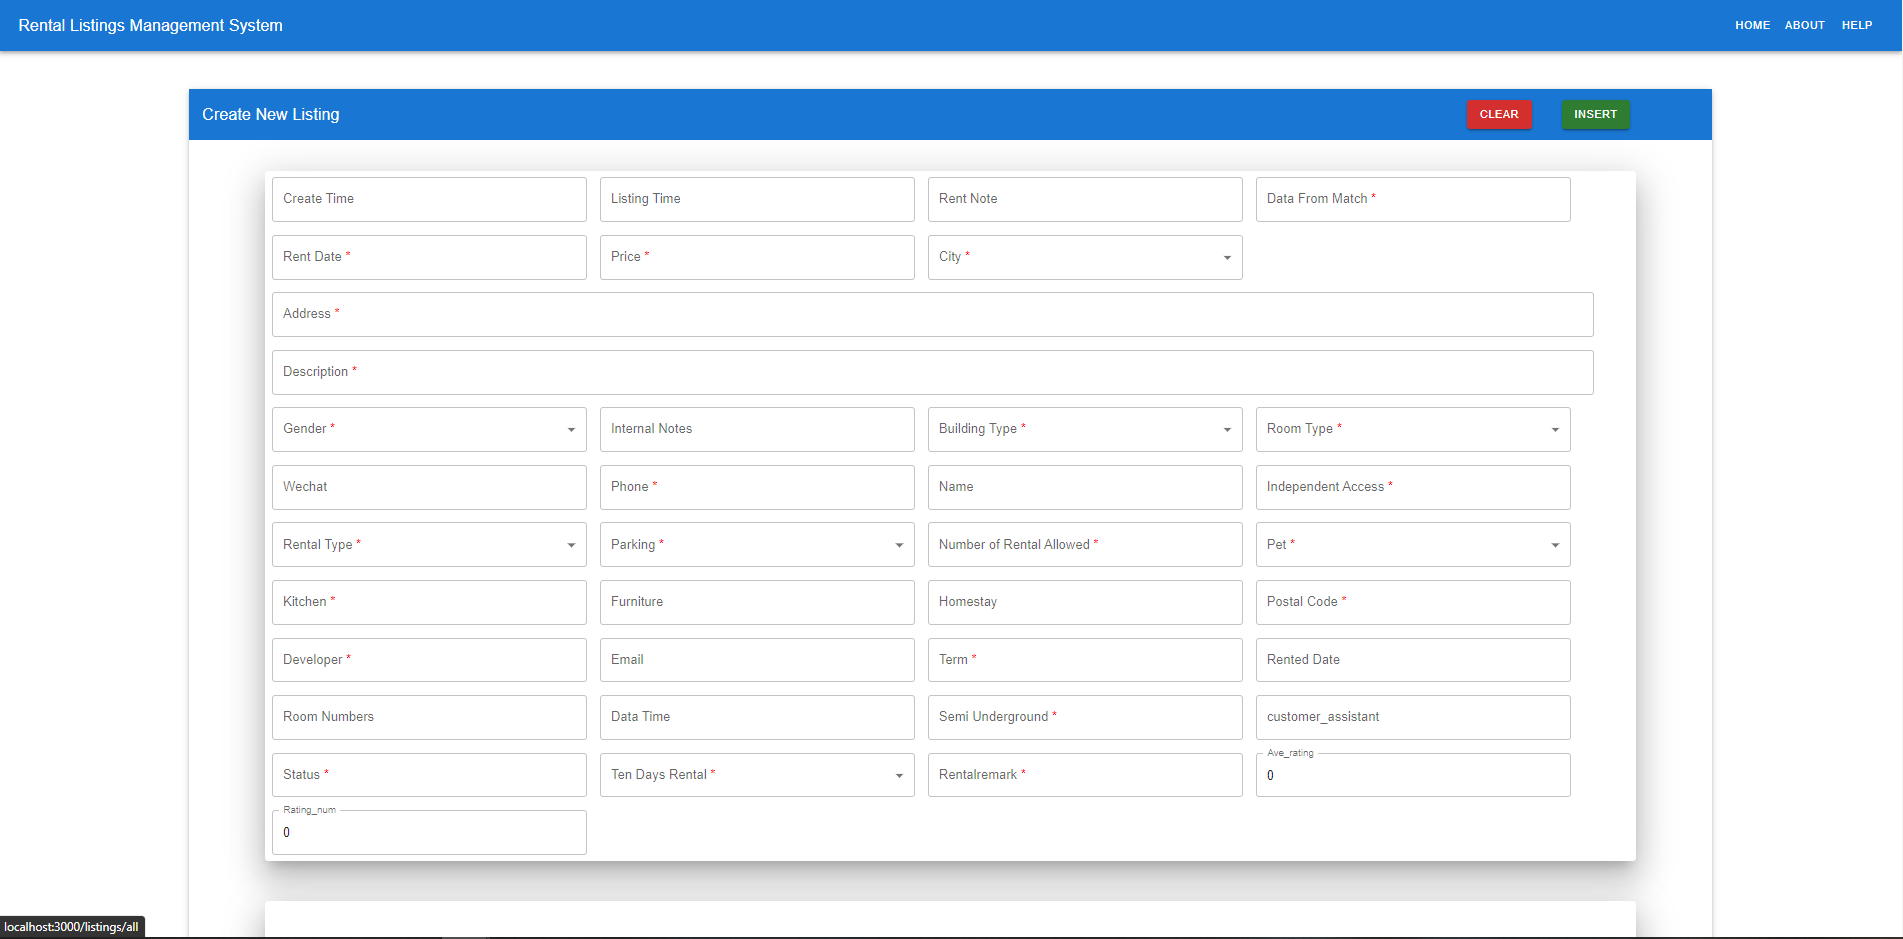 Rental Listings Management System HOME ABOUT HELP
Create New Listing CLEAR INSERT
Create Time Listing Time Rent Note Data From Match *
Rent Date * Price * City *
Address *
Description *
Gender * Internal Notes Building Type * Room Type *
Wechat Phone * Name Independent Access *
Rental Type * Parking * Number of Rental Allowed * Pet *
Kitchen * Furniture Homestay Postal Code *
Developer * Email Term * Rented Date
Room Numbers Data Time Semi Underground * customer_assistant
Ave_rating
Status * Ten Days Rental * Rentalremark * 0
Rating_num
0
localhost:3000/listings/all